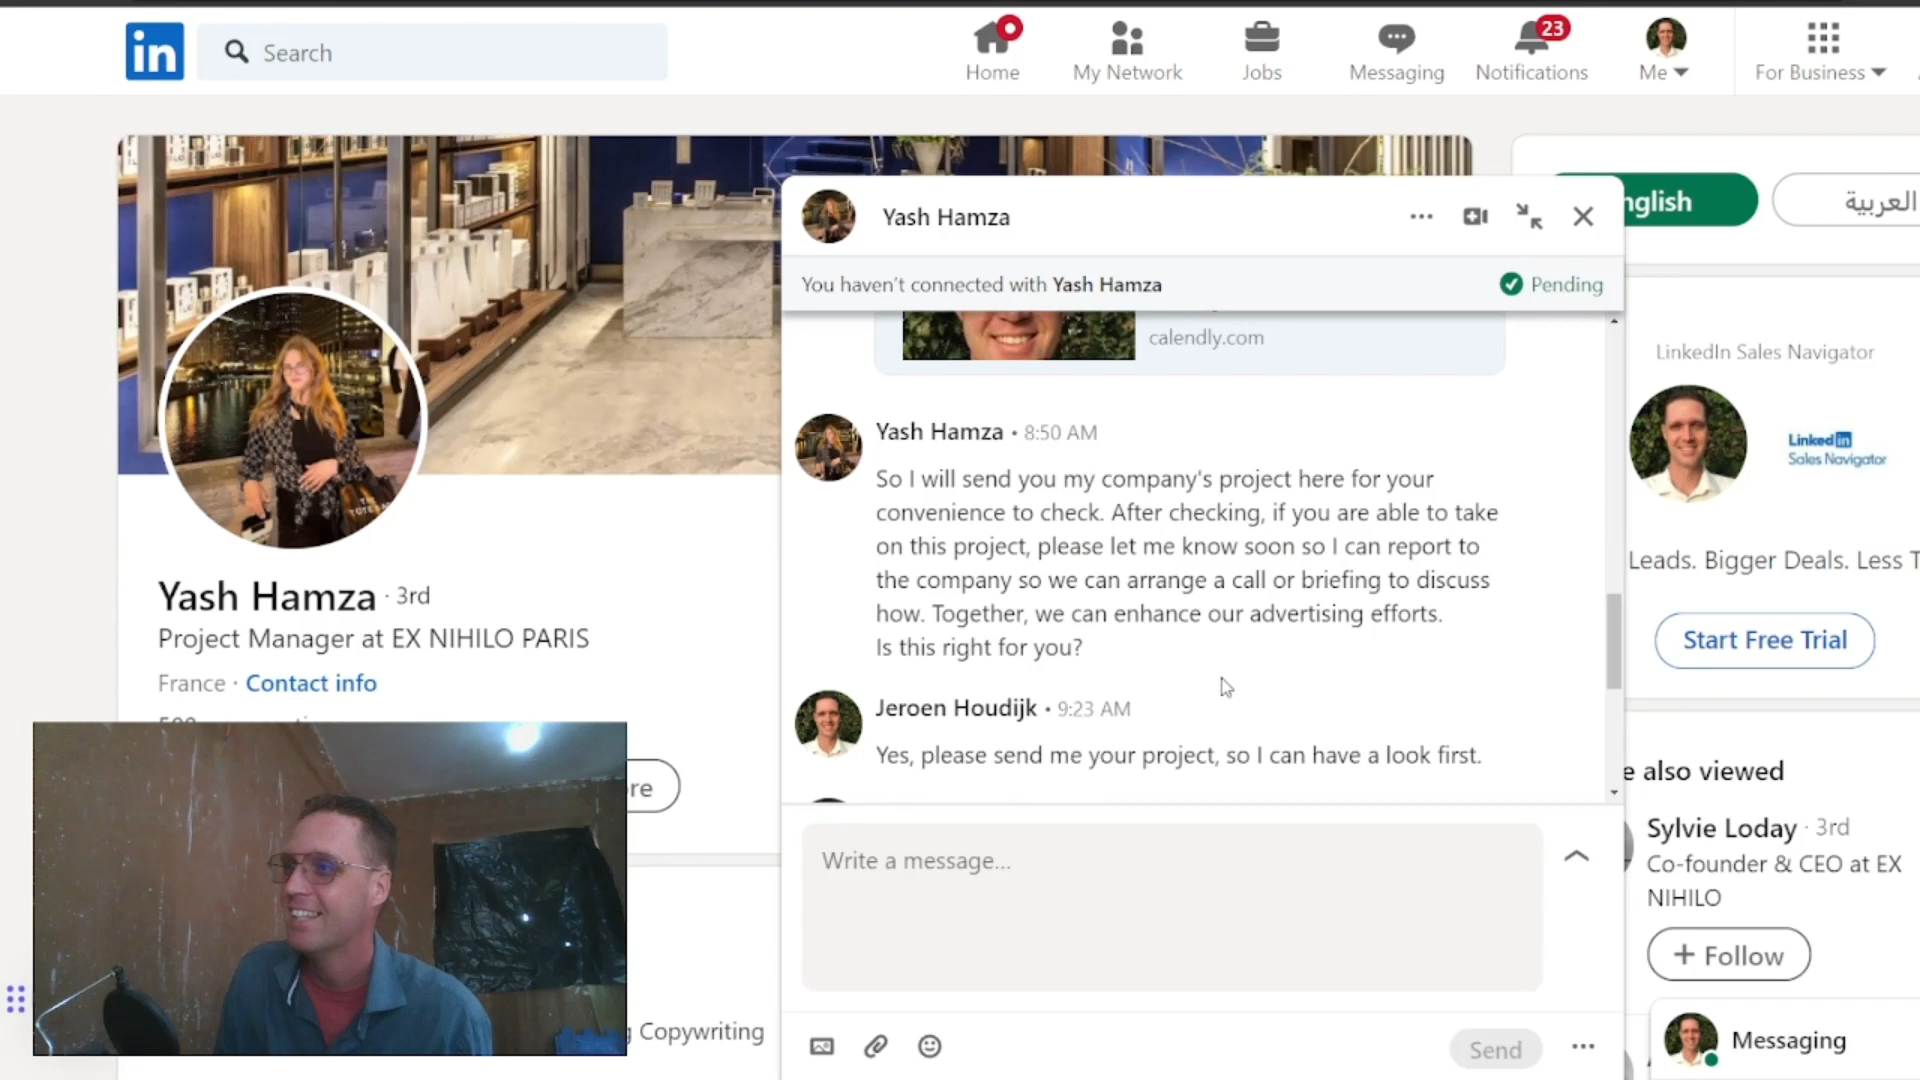 in
Search
Home
My Network
Jobs
Messaging
23
Notifications
Me
For Business
Yash Hamza
You haven't connected with Yash Hamza
Pending
calendly.com
Yash Hamza • 8:50 AM
So I will send you my company's project here for your
convenience to check. After checking, if you are able to take
on this project, please let me know soon so I can report to
the company so we can arrange a call or briefing to discuss
how. Together, we can enhance our advertising efforts.
Is this right for you?
Jeroen Houdijk • 9:23 AM
Yes, please send me your project, so I can have a look first.
Write a message...
Send
Yash Hamza · 3rd
Project Manager at EX NIHILO PARIS
France · Contact info
re
Copywriting
nglish
العربية
LinkedIn Sales Navigator
Linked in
Sales Navigator
Leads. Bigger Deals. Less T
Start Free Trial
e also viewed
Sylvie Loday · 3rd
Co-founder & CEO at EX
NIHILO
+ Follow
Messaging